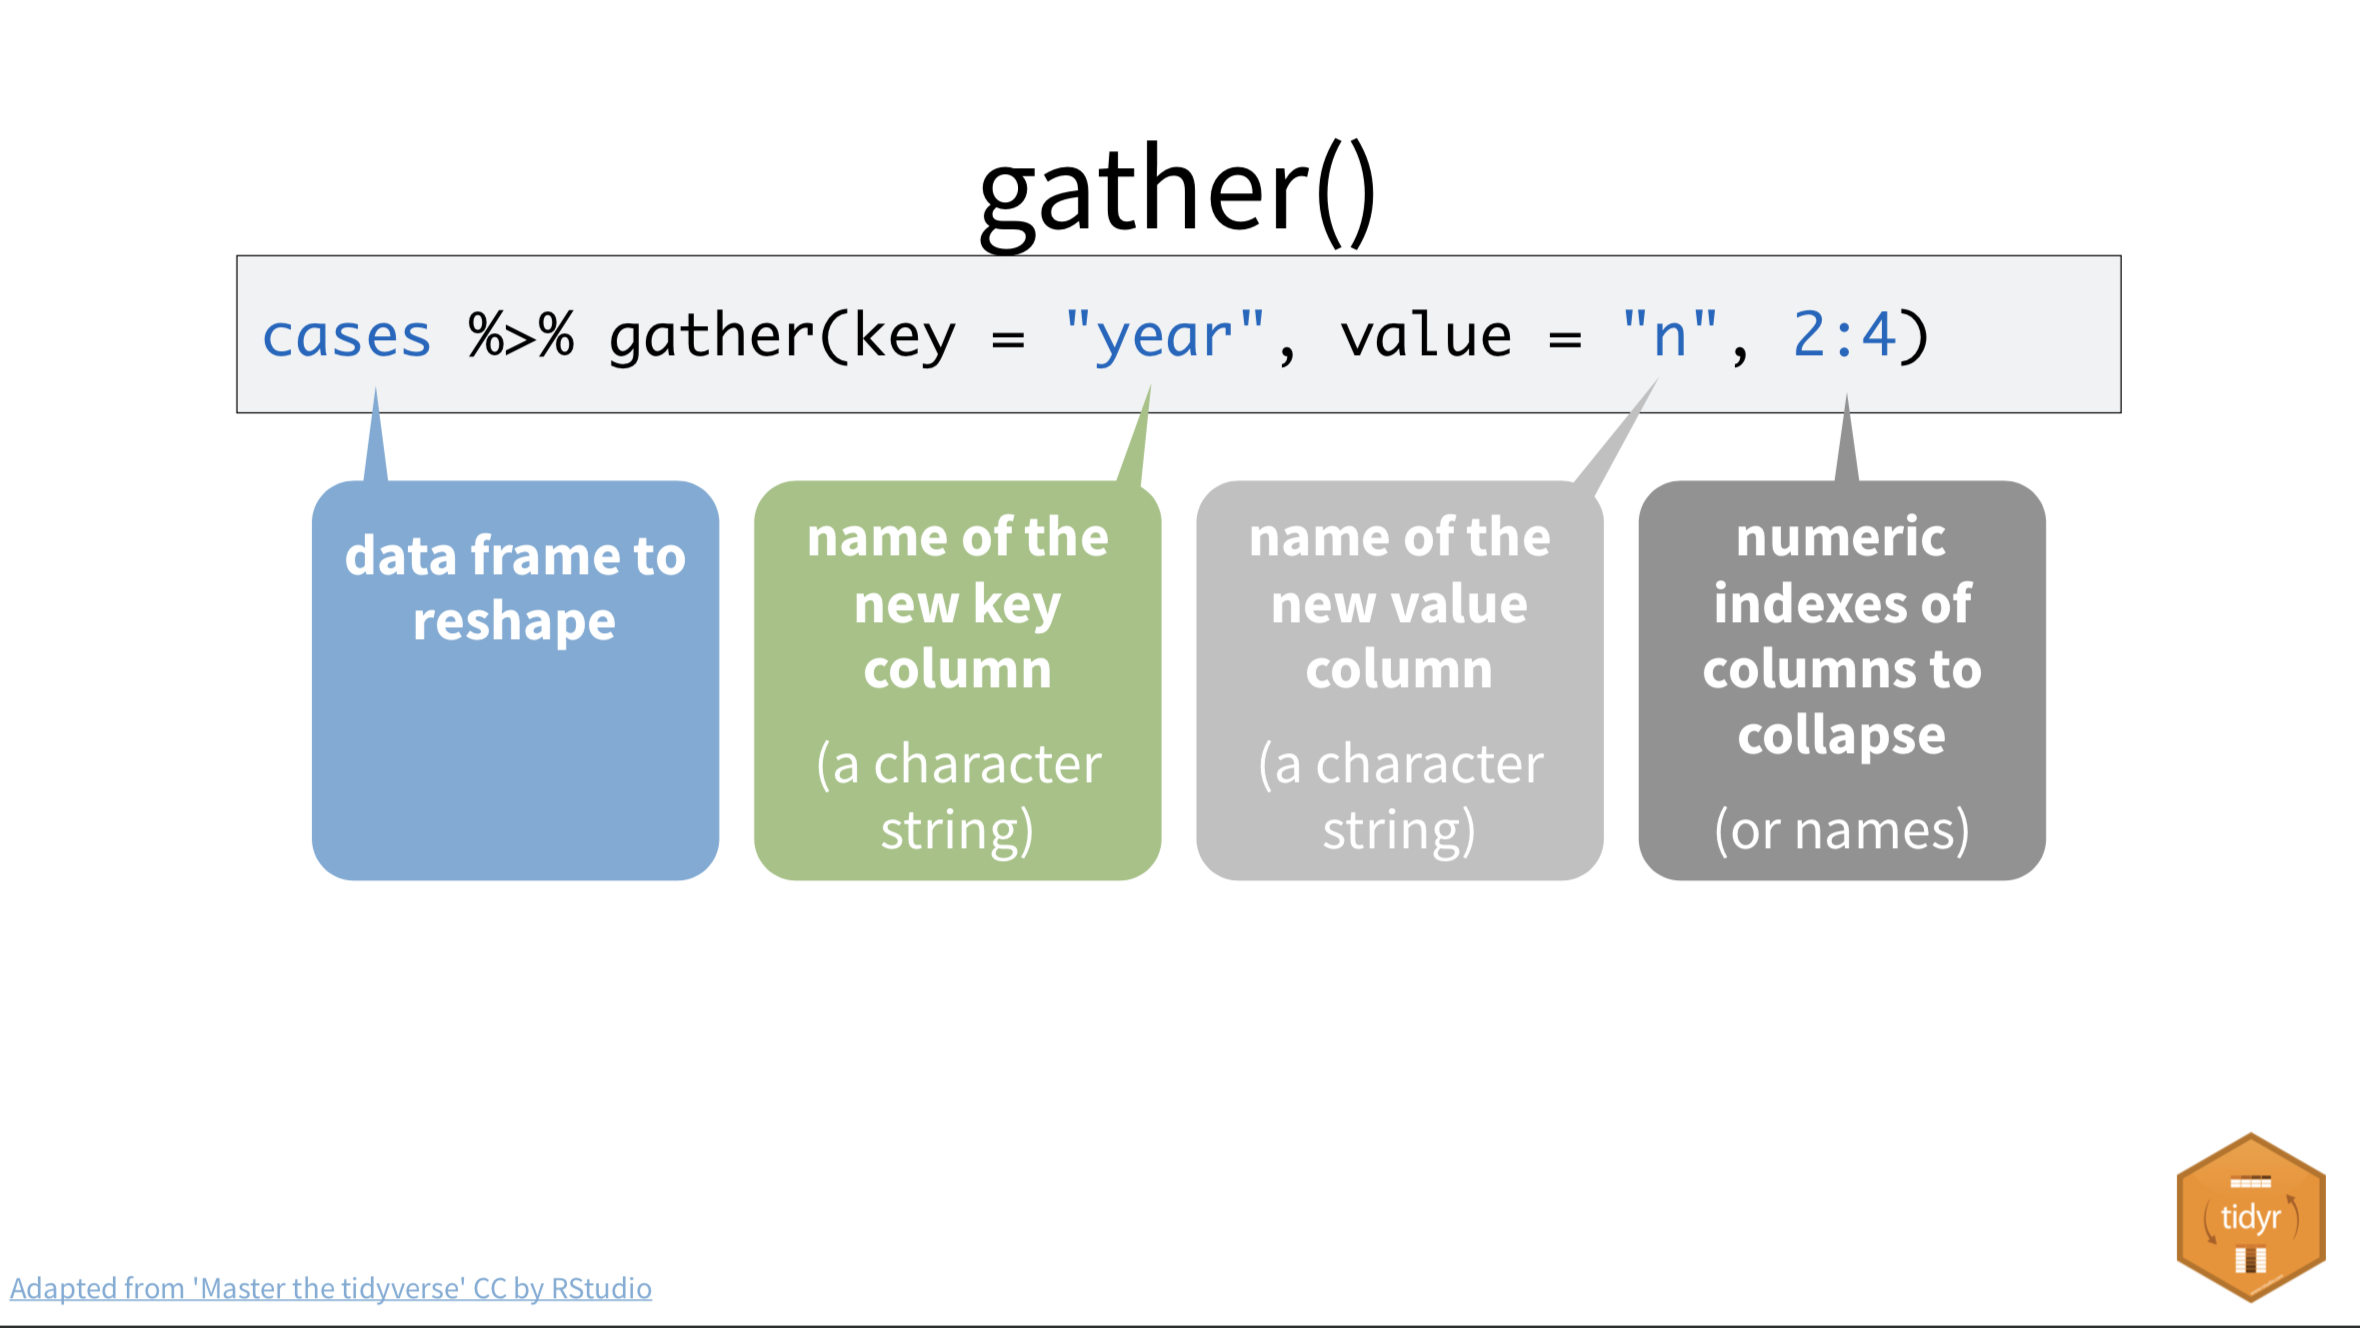 gather()
cases %>% gather(key = "year", value = "n", 2:4)
data frame to
reshape
name of the
new key
column
(a character
string)
name of the
new value
column
(a character
string)
numeric
indexes of
columns to
collapse
(or names)
tidyr
Adapted from 'Master the tidyverse' CC by RStudio